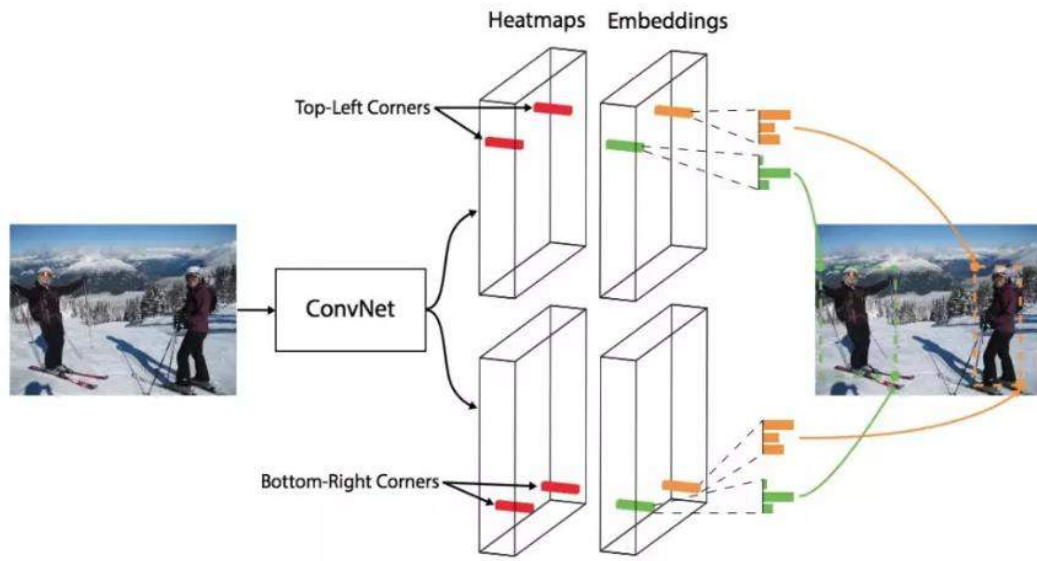 Heatmaps Embeddings
Top-Left Corners
ConvNet
Bottom-Right Corners